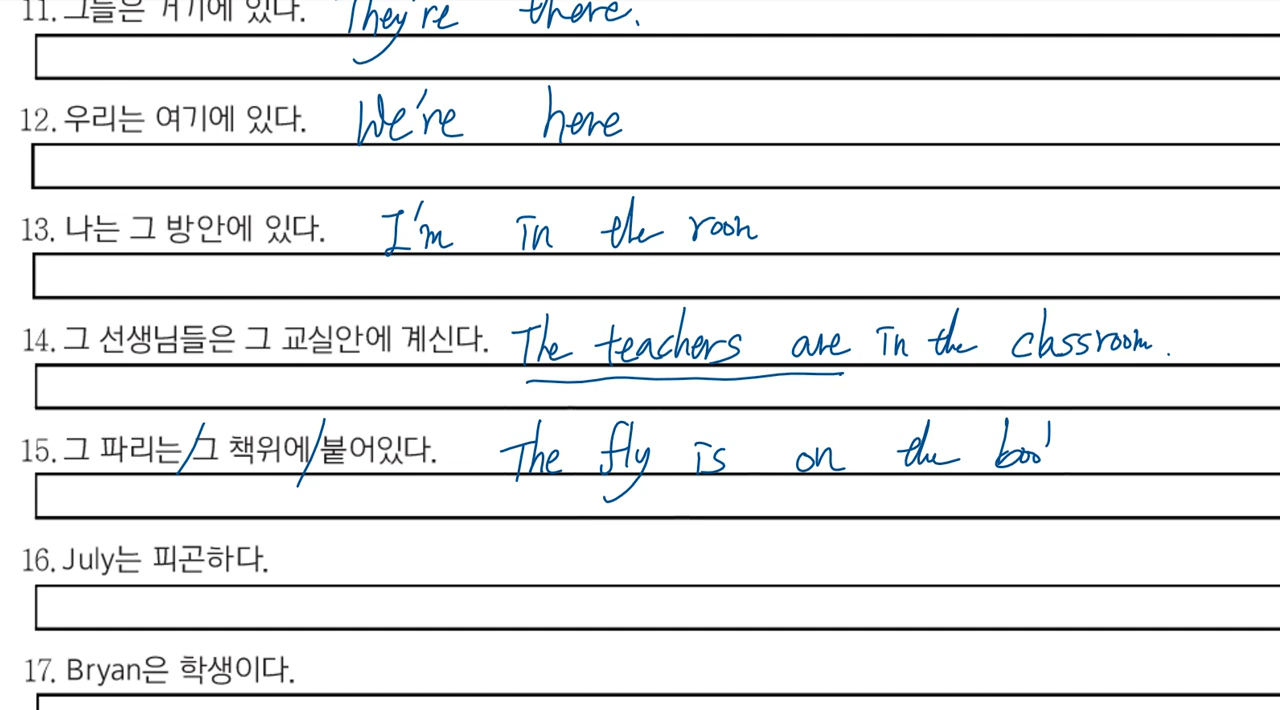 11. 그들은 거기에 있다. They're there.
12. 우리는 여기에 있다. We're here
13. 나는 그 방안에 있다. I'm in the room
14. 그 선생님들은 그 교실안에 계신다. The teachers are in the classroom.
15. 그 파리는/그 책위에/붙어있다. The fly is on the
16. July는 피곤하다.
17. Bryan은 학생이다.